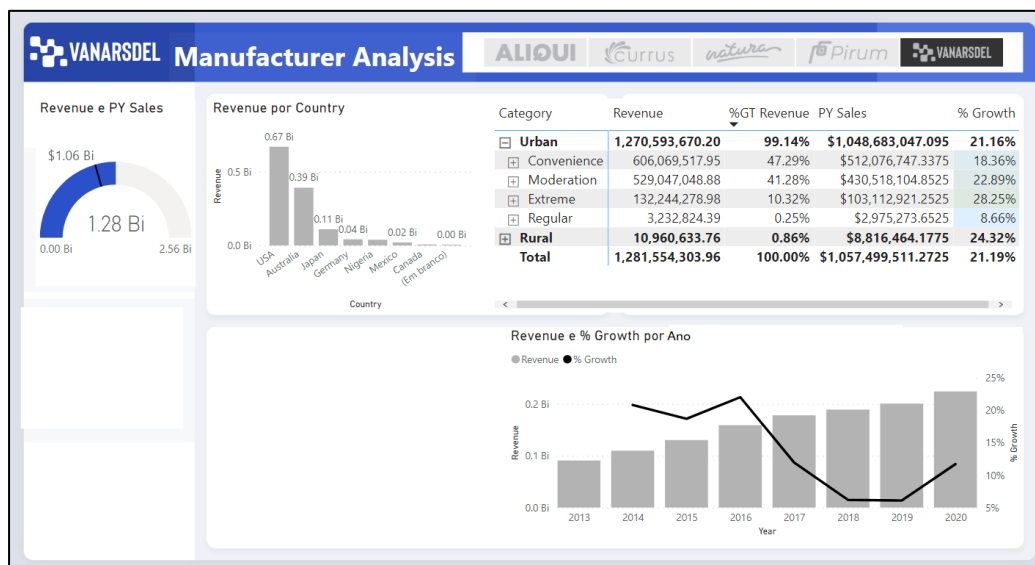 VANARSDEL Manufacturer Analysis ALIQUI currus natura Pirum VANARSDEL
Revenue e PY Sales
$1.06 Bi
1.28 Bi
0.00 Bi 2.56 Bi
Revenue por Country
0.67 Bi
0.39 Bi
0.11 Bi
0.04 Bi
0.02 Bi
0.00 Bi
0.5 Bi
0.0 Bi
Revenue
USA
Australia
Japan
Germany
Nigeria
Mexico
Canada
(Em branco)
Country
Category Revenue %GT Revenue PY Sales % Growth
Urban 1,270,593,670.20 99.14% $1,048,683,047.095 21.16%
Convenience 606,069,517.95 47.29% $512,076,747.3375 18.36%
Moderation 529,047,048.88 41.28% $430,518,104.8525 22.89%
Extreme 132,244,278.98 10.32% $103,112,921.2525 28.25%
Regular 3,232,824.39 0.25% $2,975,273.6525 8.66%
Rural 10,960,633.76 0.86% $8,816,464.1775 24.32%
Total 1,281,554,303.96 100.00% $1,057,499,511.2725 21.19%
Revenue e % Growth por Ano
Revenue % Growth
0.2 Bi
0.1 Bi
0.0 Bi
Revenue
25%
20%
15%
10%
5%
% Growth
2013 2014 2015 2016 2017 2018 2019 2020
Year